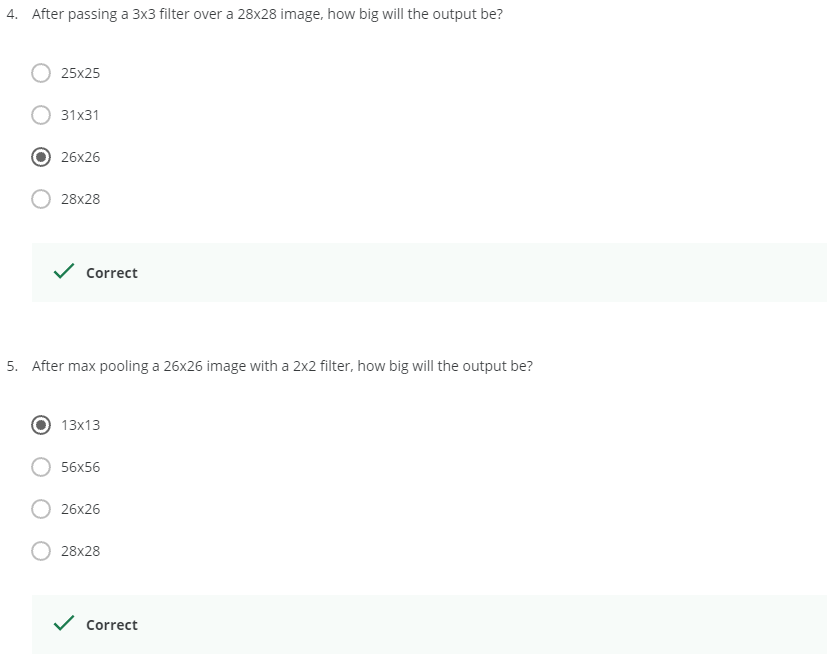 4. After passing a 3x3 filter over a 28x28 image, how big will the output be?
25x25
31x31
26x26
28x28
Correct
5. After max pooling a 26x26 image with a 2x2 filter, how big will the output be?
13x13
56x56
26x26
28x28
Correct